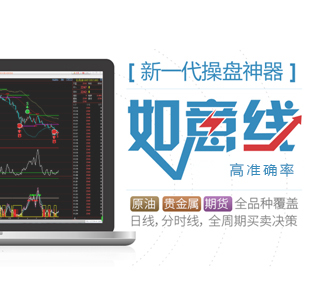 [ 新一代操盘神器 ]
如意线
高准确率
原油 贵金属 期货 全品种覆盖
日线，分时线，全周期买卖决策